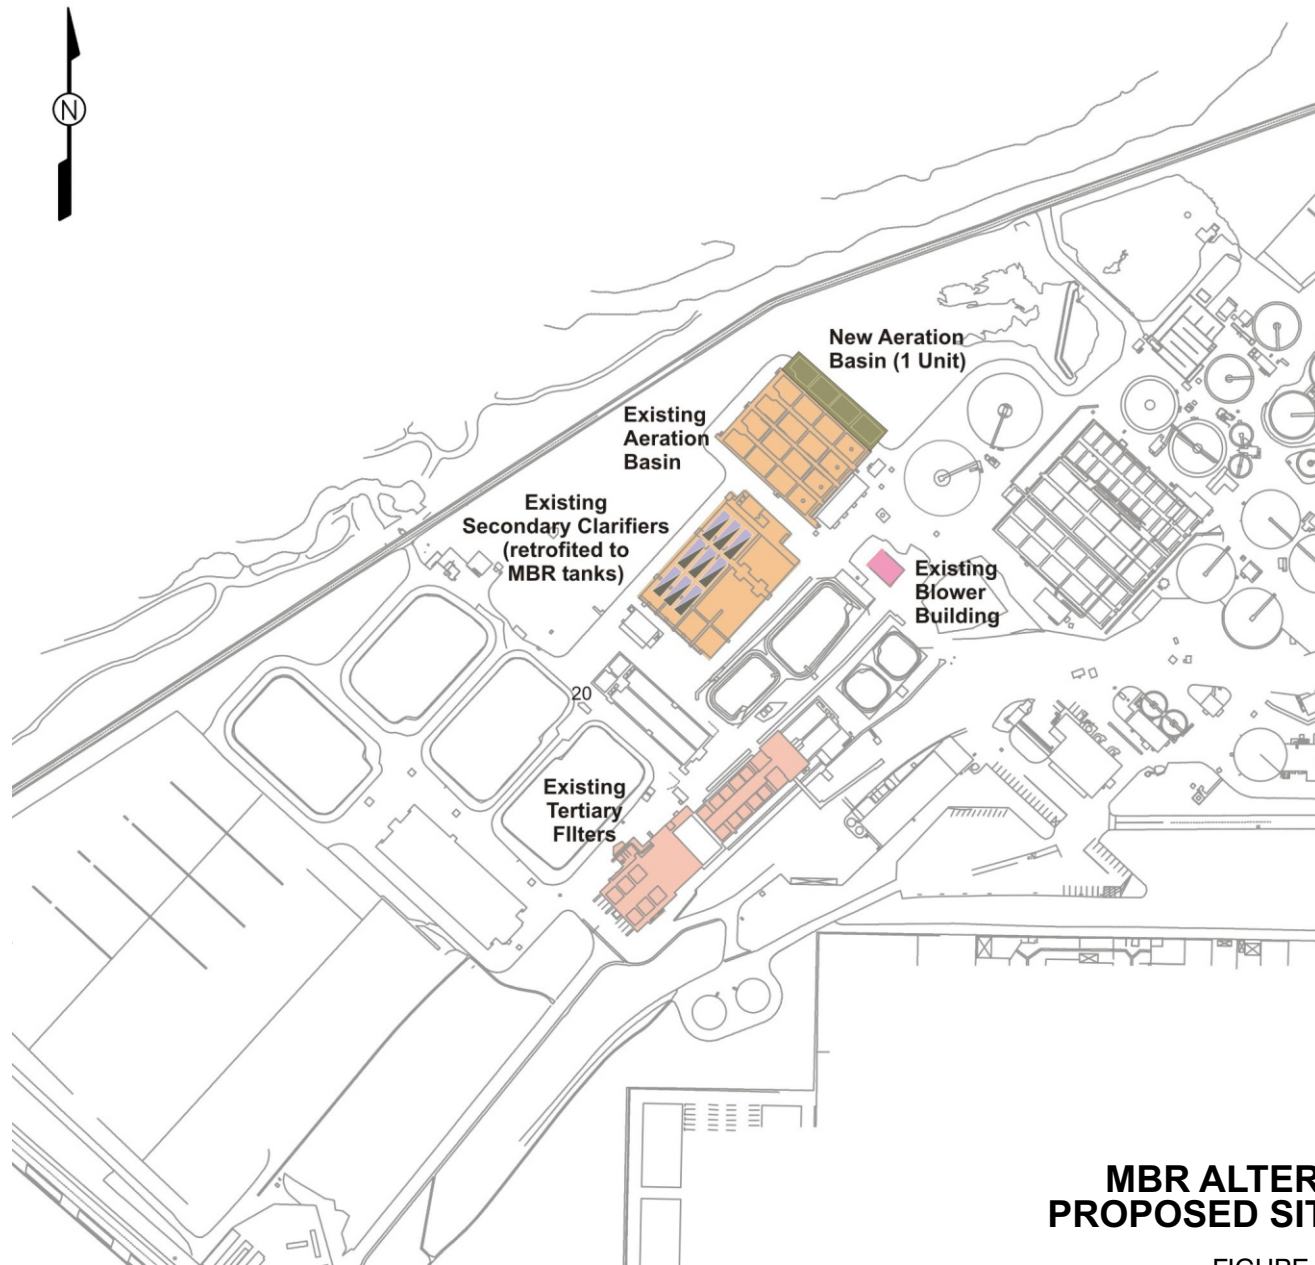 N
New Aeration
Basin (1 Unit)
Existing
Aeration
Basin
Existing
Secondary Clarifiers
(retrofited to
MBR tanks)
Existing
Blower
Building
20
Existing
Tertiary
FIlters
MBR ALTER
PROPOSED SIT
FIGURE